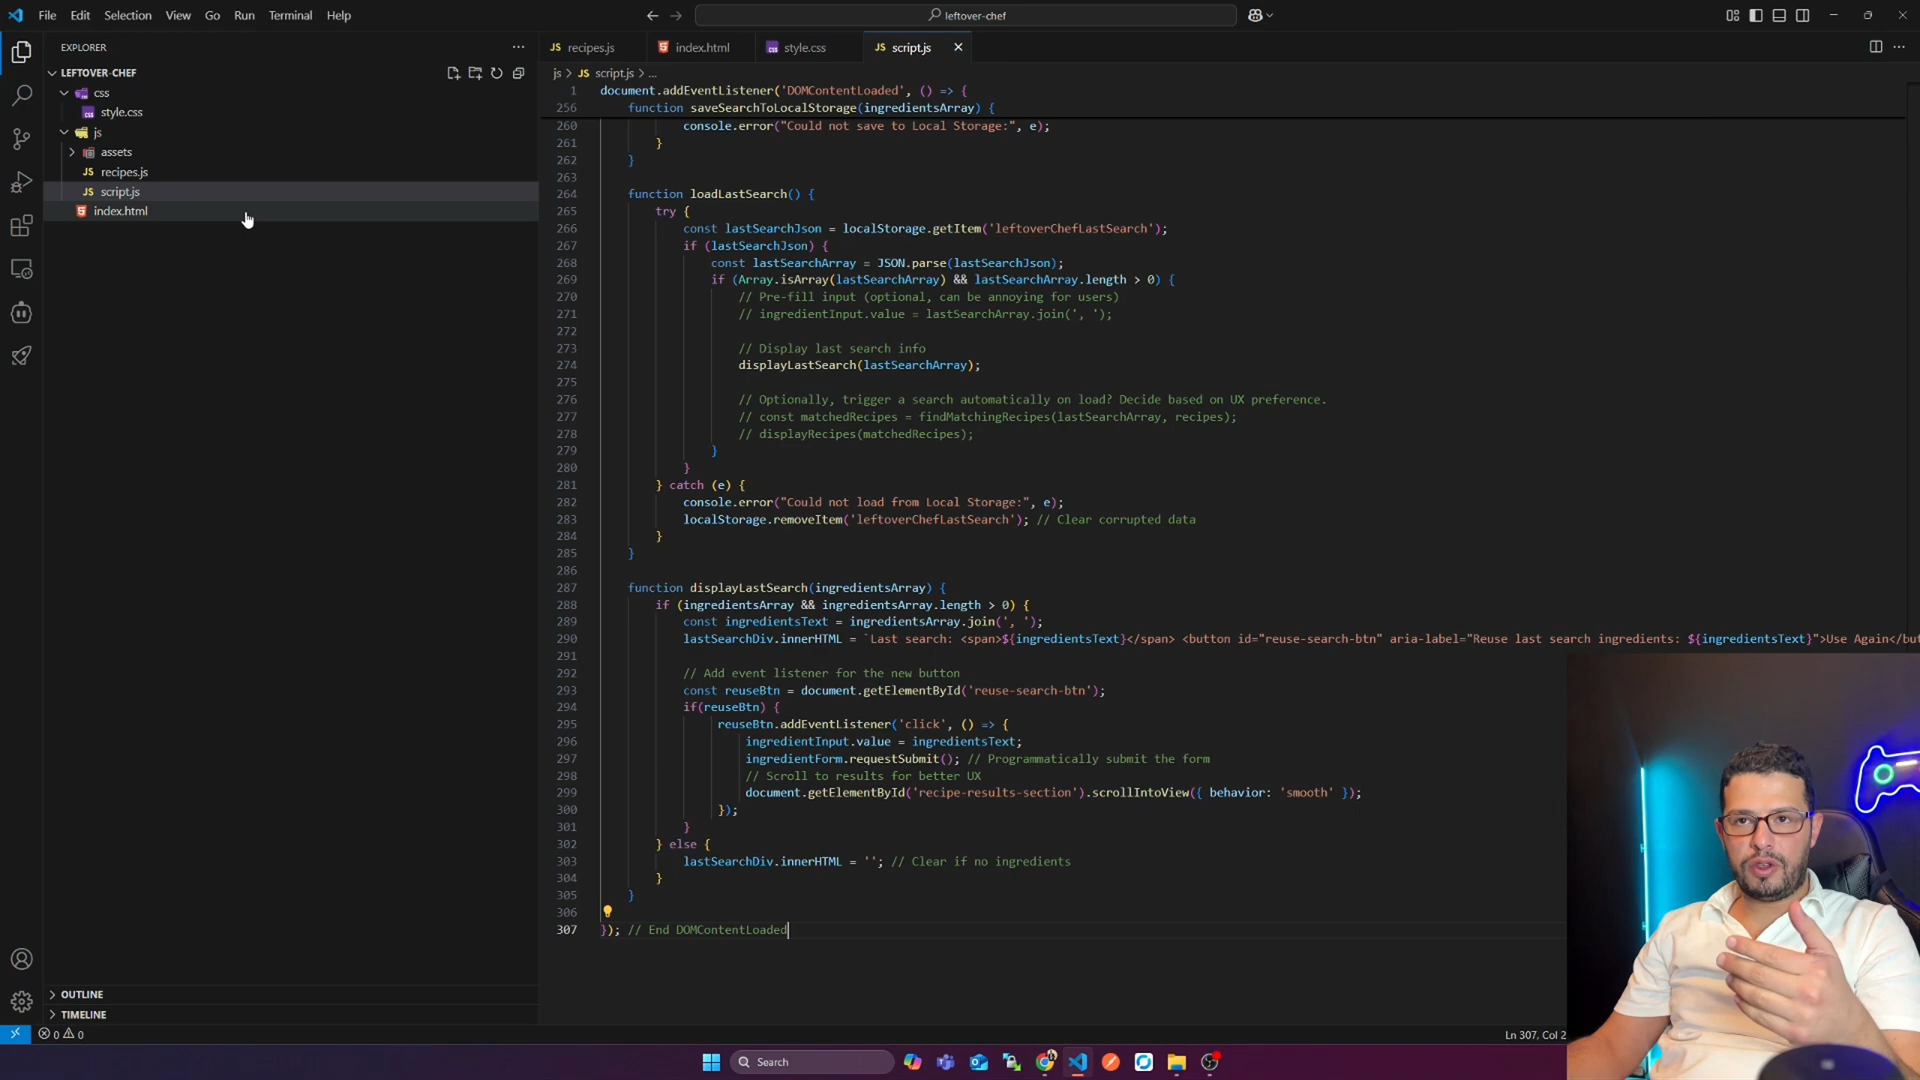 File Edit Selection View Go Run Terminal Help
leftover-chef
EXPLORER
LEFTOVER-CHEF
css
style.css
js
assets
JS recipes.js
JS script.js
index.html
OUTLINE
TIMELINE
JS recipes.js
index.html
style.css
JS script.js
js > JS script.js > ...
1 document.addEventListener('DOMContentLoaded', () => {
256 function saveSearchToLocalStorage(ingredientsArray) {
260 console.error("Could not save to Local Storage:", e);
261 }
262 }
263
264 function loadLastSearch() {
265 try {
266 const lastSearchJson = localStorage.getItem('leftoverChefLastSearch');
267 if (lastSearchJson) {
268 const lastSearchArray = JSON.parse(lastSearchJson);
269 if (Array.isArray(lastSearchArray) && lastSearchArray.length > 0) {
270 // Pre-fill input (optional, can be annoying for users)
271 // ingredientInput.value = lastSearchArray.join(', ');
272
273 // Display last search info
274 displayLastSearch(lastSearchArray);
275
276 // Optionally, trigger a search automatically on load? Decide based on UX preference.
277 // const matchedRecipes = findMatchingRecipes(lastSearchArray, recipes);
278 // displayRecipes(matchedRecipes);
279 }
280 }
281 } catch (e) {
282 console.error("Could not load from Local Storage:", e);
283 localStorage.removeItem('leftoverChefLastSearch'); // Clear corrupted data
284 }
285 }
286
287 function displayLastSearch(ingredientsArray) {
288 if (ingredientsArray && ingredientsArray.length > 0) {
289 const ingredientsText = ingredientsArray.join(', ');
290 lastSearchDiv.innerHTML = `Last search: <span>${ingredientsText}</span> <button id="reuse-search-btn" aria-label="Reuse last search ingredients: ${ingredientsText}">Use Again</but
291
292 // Add event listener for the new button
293 const reuseBtn = document.getElementById('reuse-search-btn');
294 if(reuseBtn) {
295 reuseBtn.addEventListener('click', () => {
296 ingredientInput.value = ingredientsText;
297 ingredientForm.requestSubmit(); // Programmatically submit the form
298 // Scroll to results for better UX
299 document.getElementById('recipe-results-section').scrollIntoView({ behavior: 'smooth' });
300 });
301 }
302 } else {
303 lastSearchDiv.innerHTML = ''; // Clear if no ingredients
304 }
305 }
306
307 }); // End DOMContentLoaded
0 0
Ln 307, Col 2
Search